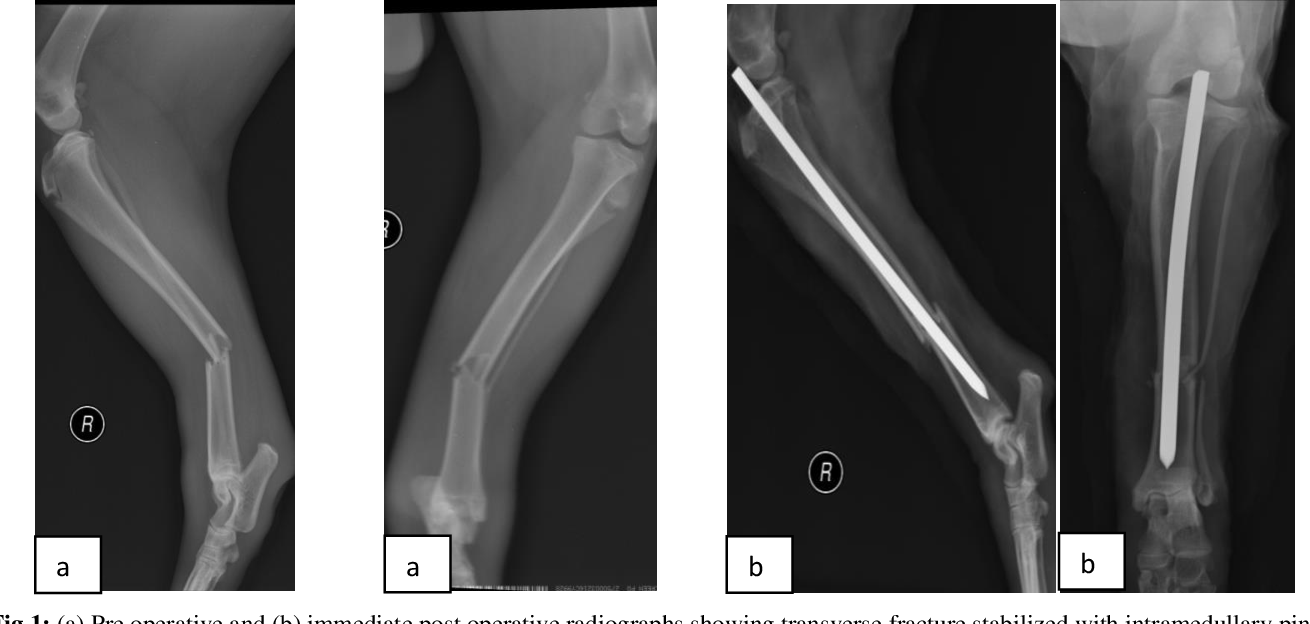 R
R
R
a
a
b
b
Fig 1: (a) Pre operative and (b) immediate post operative radiographs showing transverse fracture stabilized with intramedullary pin